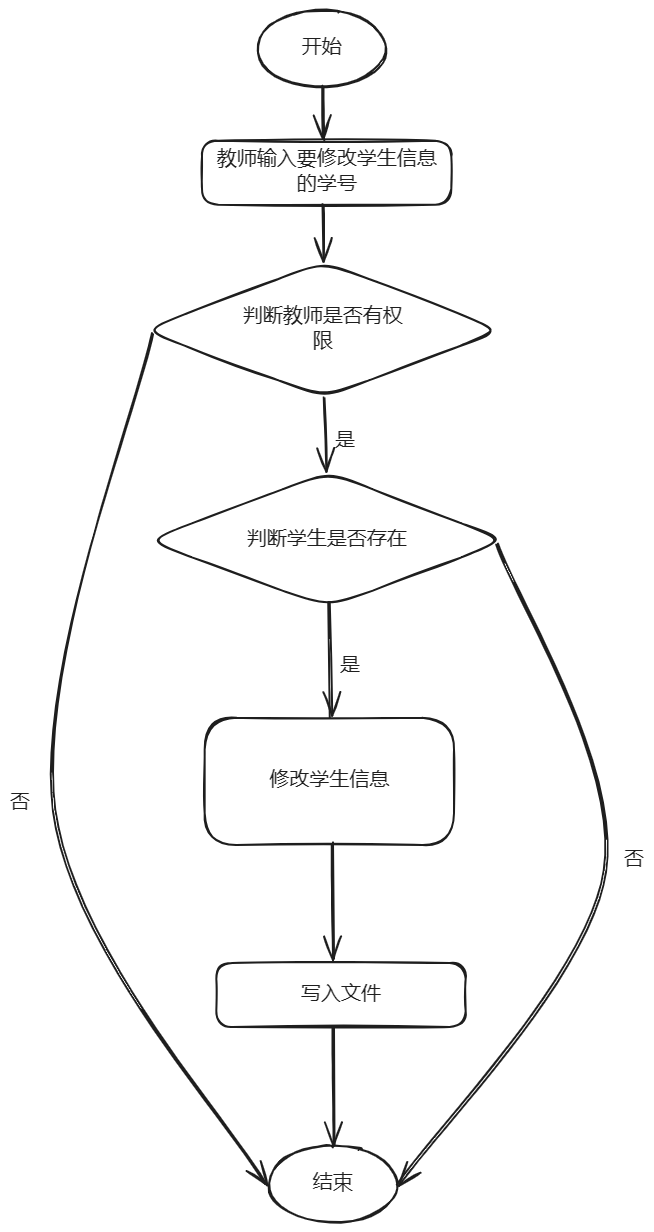 开始
教师输入要修改学生信息
的学号
判断教师是否有权
限
是
判断学生是否存在
是
修改学生信息
否
否
写入文件
结束